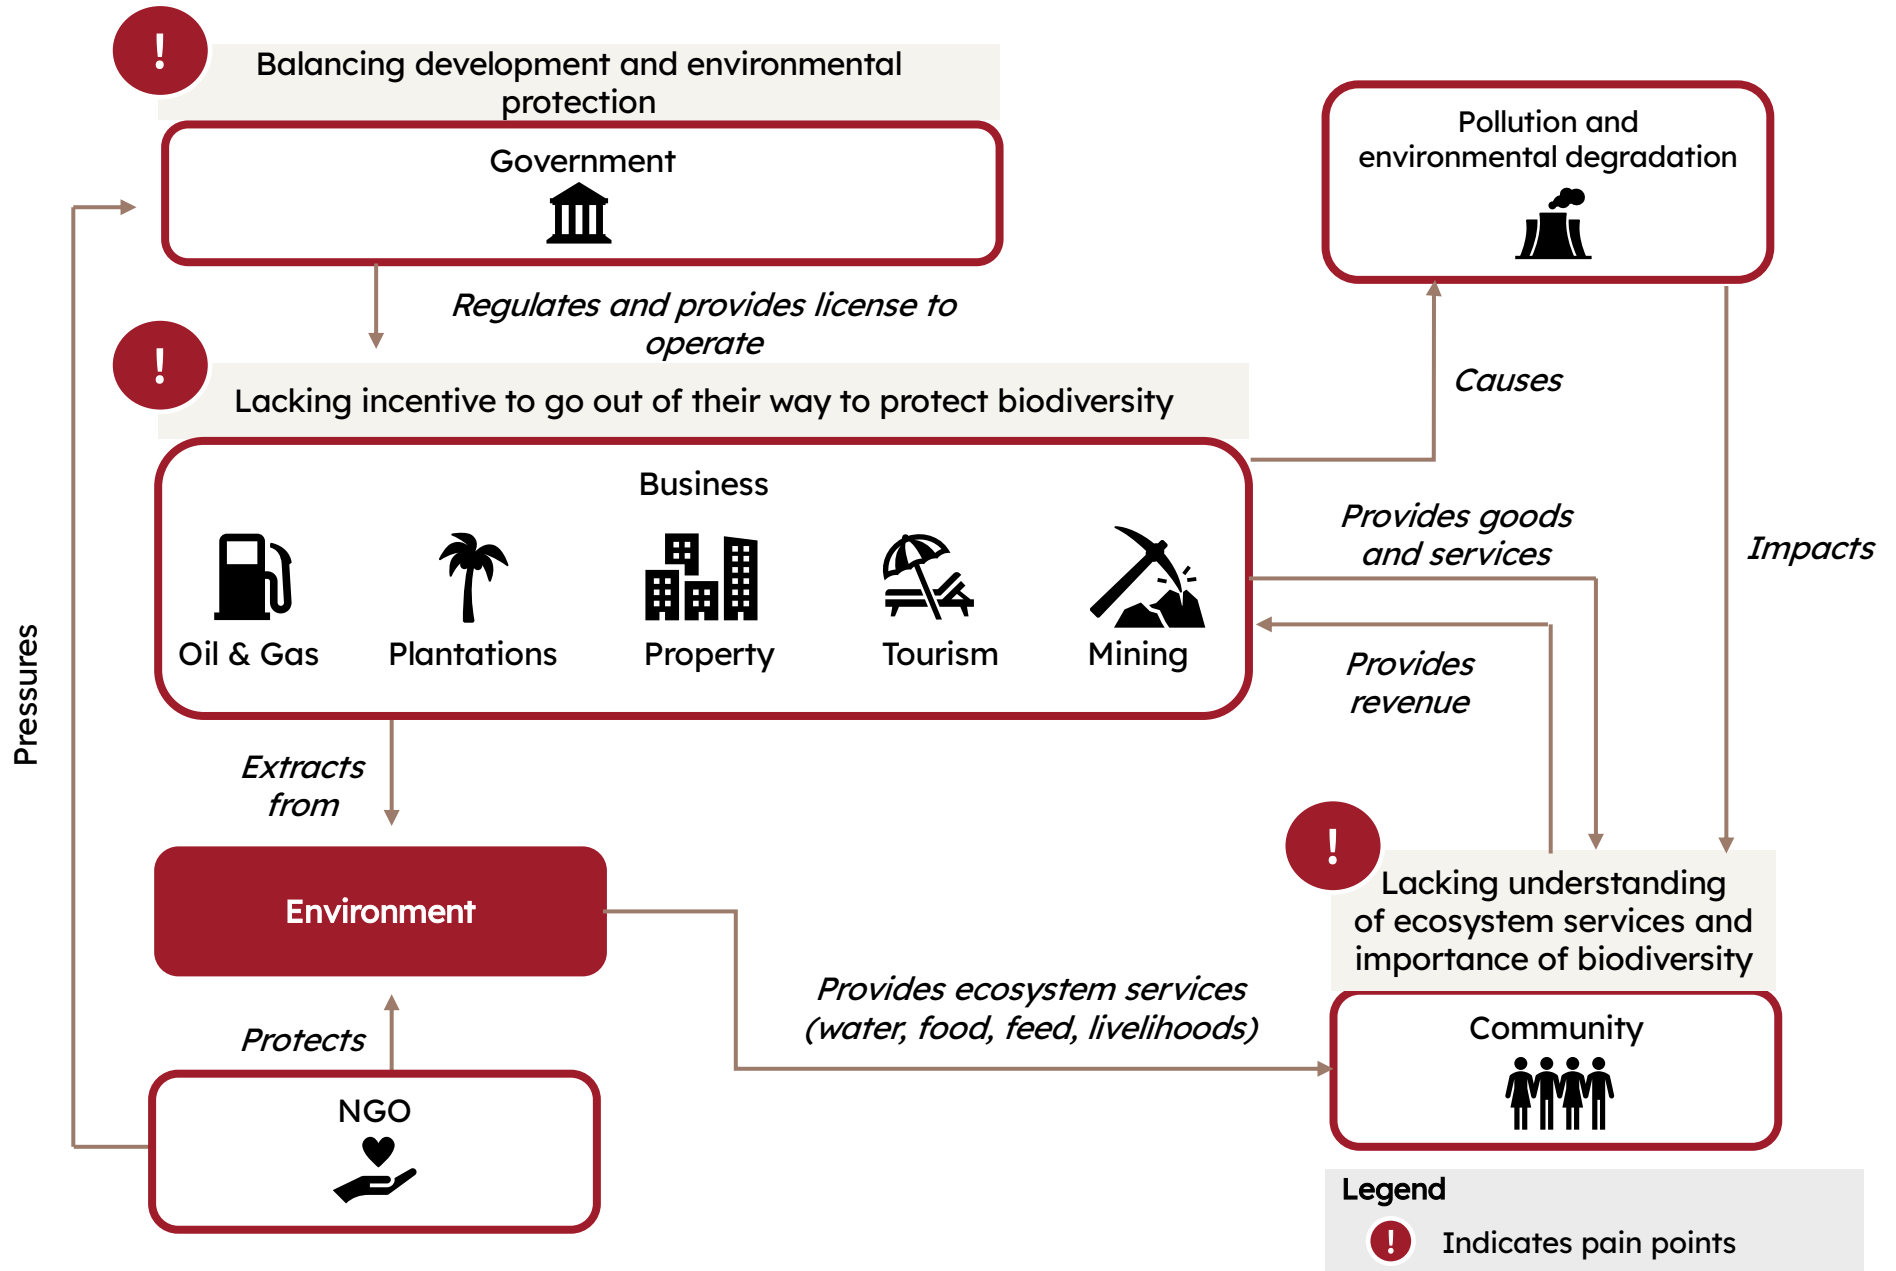 !
Balancing development and environmental
protection
Government
Pollution and
environmental degradation
Regulates and provides license to
operate
!
Lacking incentive to go out of their way to protect biodiversity
Causes
Business
Oil & Gas
Plantations
Property
Tourism
Mining
Provides goods
and services
Impacts
Provides
revenue
Pressures
Extracts
from
Environment
!
Lacking understanding
of ecosystem services and
importance of biodiversity
Provides ecosystem services
(water, food, feed, livelihoods)
Community
Protects
NGO
Legend
!
Indicates pain points